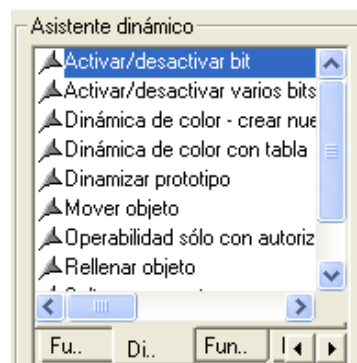 Asistente dinámico
Activar/desactivar bit
Activar/desactivar varios bits
Dinámica de color - crear nue
Dinámica de color con tabla
Dinamizar prototipo
Mover objeto
Operabilidad sólo con autoriz
Rellenar objeto
Fu.. Di.. Fun..